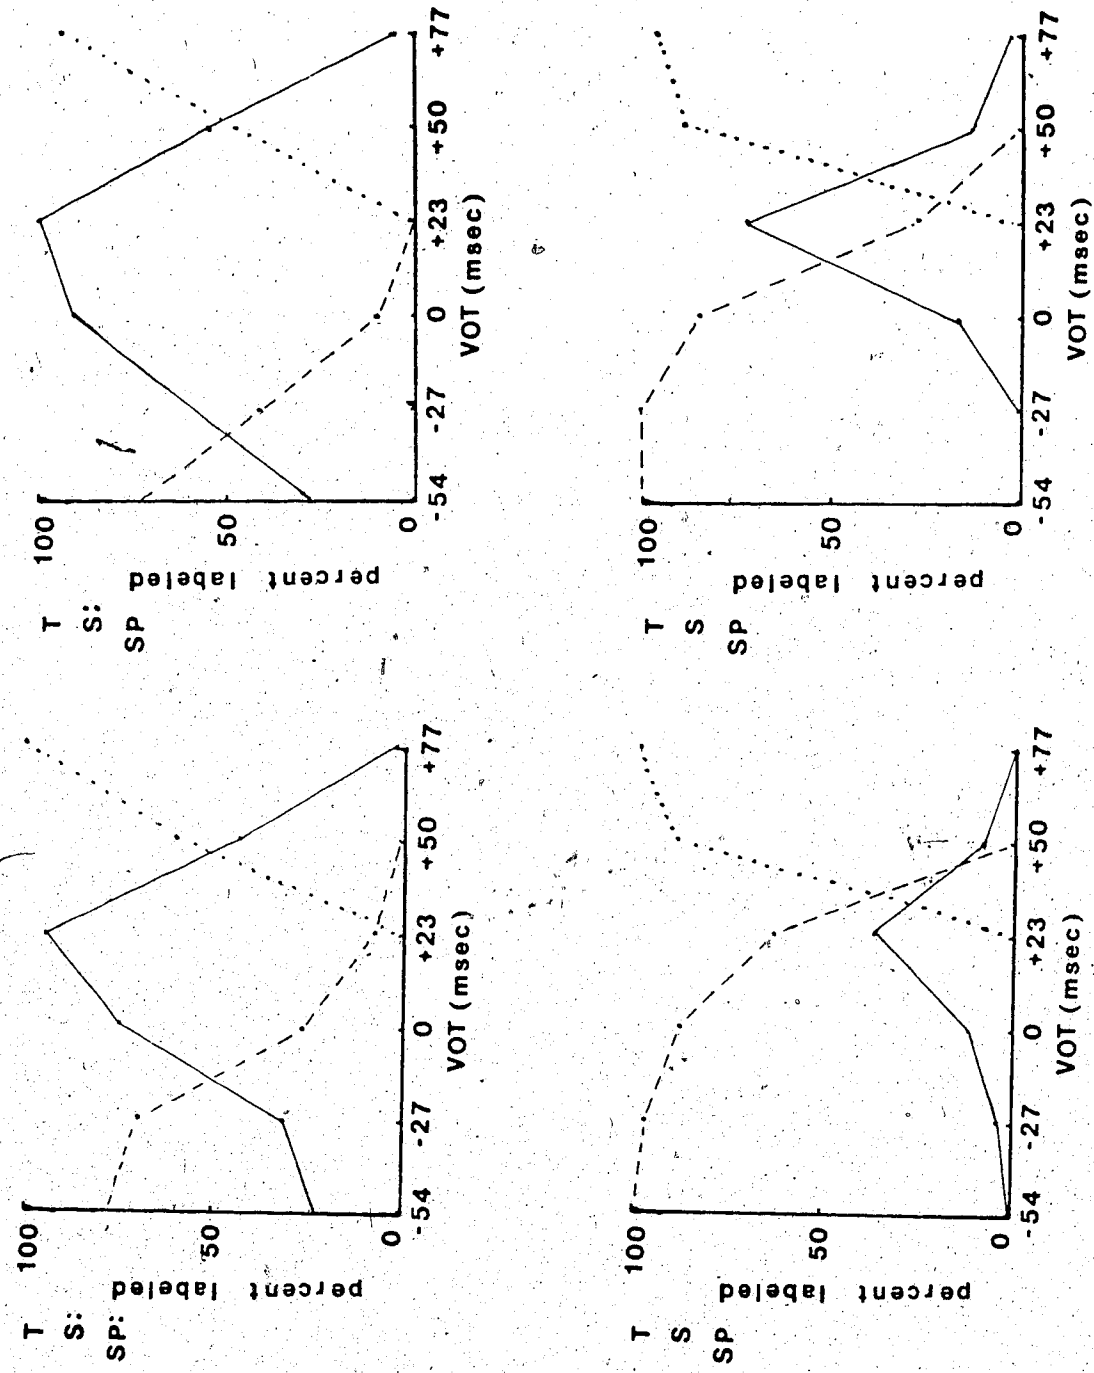 T
S:
SP:
percent labeled
100
50
0
-54 -27 0 +23 +50 +77
VOT (msec)
T
S:
SP
percent labeled
100
50
0
-54 -27 0 +23 +50 +77
VOT (msec)
T
S
SP
percent labeled
100
50
0
-54 -27 0 +23 +50 +77
VOT (msec)
T
S
SP
percent labeled
100
50
0
-54 -27 0 +23 +50 +77
VOT (msec)